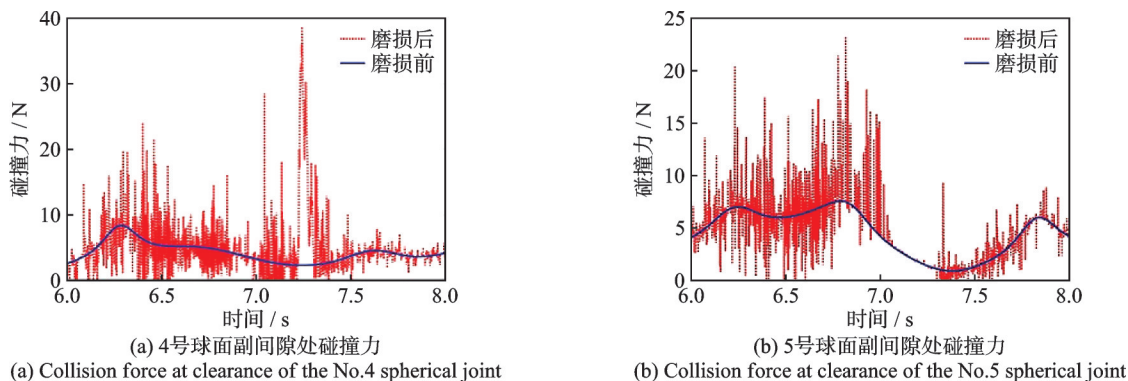 40
30
20
10
0
碰撞力 / N
磨损后
磨损前
6.0 6.5 7.0 7.5 8.0
时间 / s
(a) 4号球面副间隙处碰撞力
(a) Collision force at clearance of the No.4 spherical joint
25
20
15
10
5
0
碰撞力 / N
磨损后
磨损前
6.0 6.5 7.0 7.5 8.0
时间 / s
(b) 5号球面副间隙处碰撞力
(b) Collision force at clearance of the No.5 spherical joint